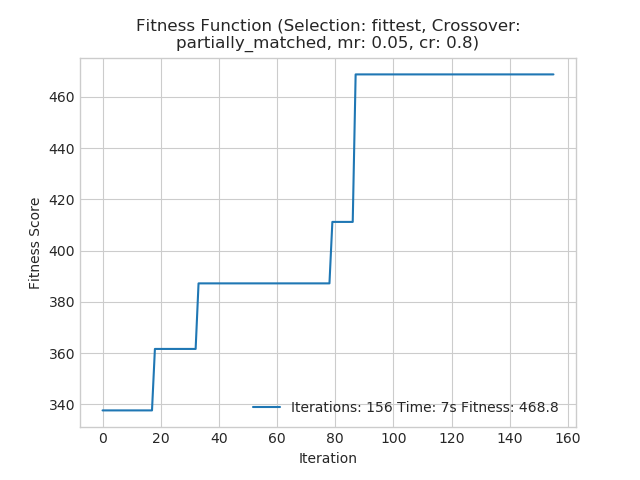 Fitness Function (Selection: fittest, Crossover:
partially_matched, mr: 0.05, cr: 0.8)
Fitness Score
460
440
420
400
380
360
340
Iterations: 156 Time: 7s Fitness: 468.8
0 20 40 60 80 100 120 140 160
Iteration